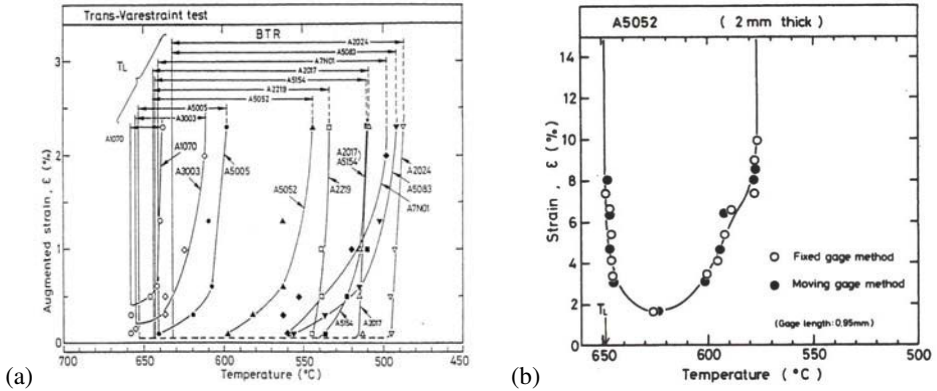 Trans-Varestraint test
BTR
A2024
A5083
A7N01
A2017
A5154
A2219
A5052
A5005
A3003
A1070
TL
A1070
A3003
A5005
A5052
A2219
A2017
A5154
A2024
A5083
A7N01
A5154
A2017
Augmented strain, ε (%)
3
2
1
0
700 650 600 550 500 450
Temperature (°C)
(a)
A5052 (2mm thick)
Strain, ε (%)
14
12
10
8
6
4
2
0
Fixed gage method
Moving gage method
(Gage length: 0.95mm)
TL
650 600 550 500
Temperature (°C)
(b)